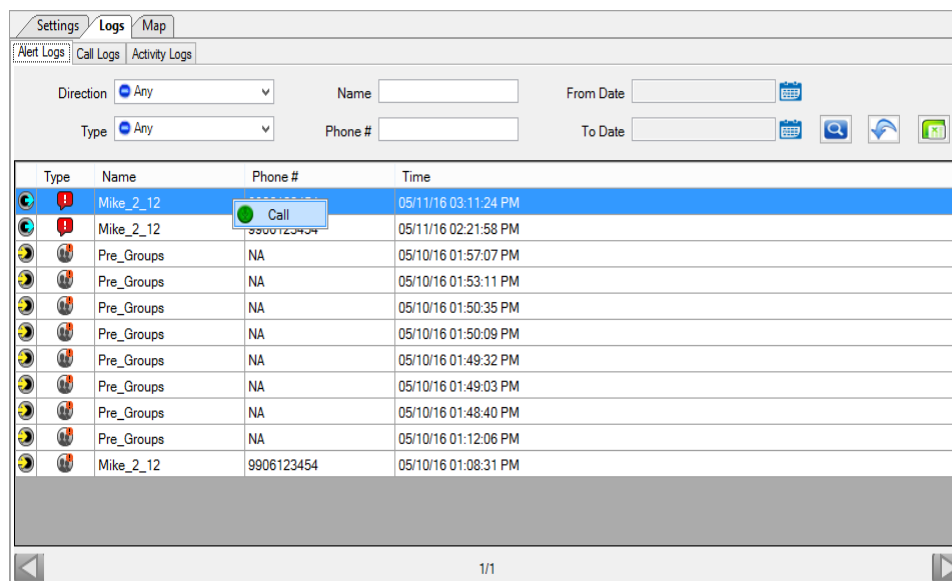 Settings Logs Map
Alert Logs Call Logs Activity Logs
Direction Any Name From Date
Type Any Phone # To Date
Type Name Phone # Time
Mike_2_12 05/11/16 03:11:24 PM
Call
Mike_2_12 05/11/16 02:21:58 PM
Pre_Groups NA 05/10/16 01:57:07 PM
Pre_Groups NA 05/10/16 01:53:11 PM
Pre_Groups NA 05/10/16 01:50:35 PM
Pre_Groups NA 05/10/16 01:50:09 PM
Pre_Groups NA 05/10/16 01:49:32 PM
Pre_Groups NA 05/10/16 01:49:03 PM
Pre_Groups NA 05/10/16 01:48:40 PM
Pre_Groups NA 05/10/16 01:12:06 PM
Mike_2_12 9906123454 05/10/16 01:08:31 PM
1/1